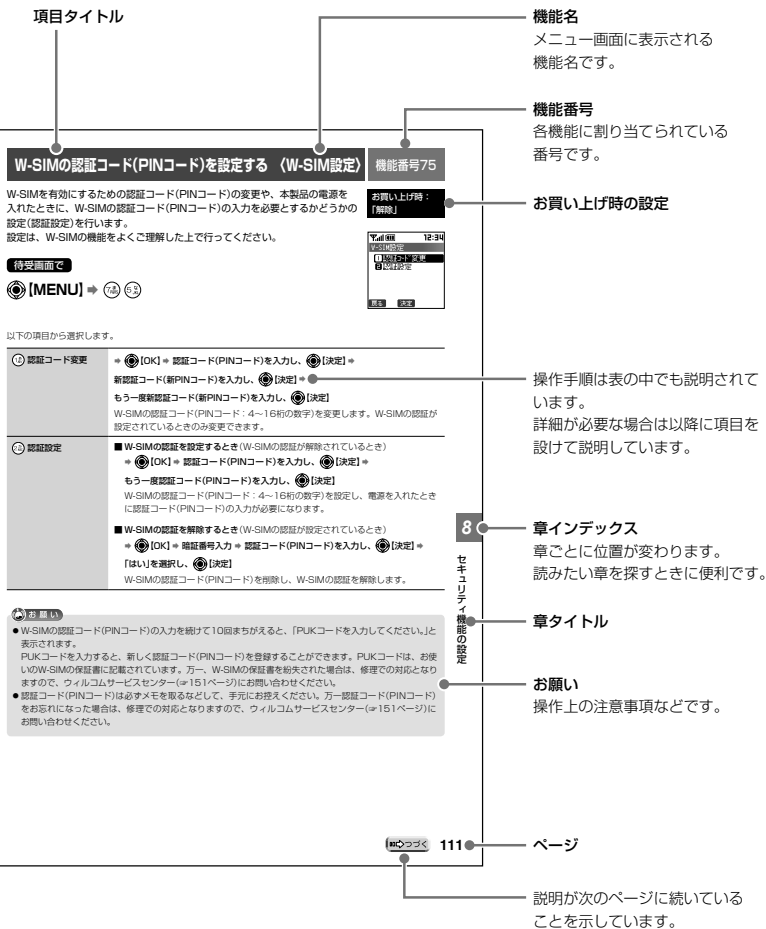 項目タイトル
機能名
メニュー画面に表示される
機能名です。
機能番号
各機能に割り当てられている
番号です。
W-SIMの認証コード(PINコード)を設定する 〈W-SIM設定〉
機能番号75
W-SIMを有効にするための認証コード(PINコード)の変更や、本製品の電源を
入れたときに、W-SIMの認証コード(PINコード)の入力を必要とするかどうかの
設定(認証設定)を行います。
設定は、W-SIMの機能をよくご理解した上で行ってください。
お買い上げ時：
「解除」
お買い上げ時の設定
12:34
W-SIM設定
1 認証コード変更
2 認証設定
戻る 決定
待受画面で
【MENU】➡
以下の項目から選択します。
認証コード変更
➡【OK】➡ 認証コード(PINコード)を入力し、【決定】➡
新認証コード(新PINコード)を入力し、【決定】➡
もう一度新認証コード(新PINコード)を入力し、【決定】
W-SIMの認証コード(PINコード：4〜16桁の数字)を変更します。W-SIMの認証が
設定されているときのみ変更できます。
操作手順は表の中でも説明されて
います。
詳細が必要な場合は以降に項目を
設けて説明しています。
認証設定
■W-SIMの認証を設定するとき(W-SIMの認証が解除されているとき)
➡【OK】➡ 認証コード(PINコード)を入力し、【決定】➡
もう一度認証コード(PINコード)を入力し、【決定】
W-SIMの認証コード(PINコード：4〜16桁の数字)を設定し、電源を入れたとき
に認証コード(PINコード)の入力が必要になります。
■W-SIMの認証を解除するとき(W-SIMの認証が設定されているとき)
➡【OK】➡ 暗証番号入力 ➡ 認証コード(PINコード)を入力し、【決定】➡
「はい」を選択し、【決定】
W-SIMの認証コード(PINコード)を削除し、W-SIMの認証を解除します。
8
章インデックス
章ごとに位置が変わります。
読みたい章を探すときに便利です。
セキュリティ機能の設定
章タイトル
お願い
●W-SIMの認証コード(PINコード)の入力を続けて10回まちがえると、「PUKコードを入力してください。」と
表示されます。
PUKコードを入力すると、新しく認証コード(PINコード)を登録することができます。PUKコードは、お使
いのW-SIMの保証書に記載されています。万一、W-SIMの保証書を紛失された場合は、修理での対応となり
ますので、ウィルコムサービスセンター(☞151ページ)にお問い合わせください。
●認証コード(PINコード)は必ずメモを取るなどして、手元にお控えください。万一認証コード(PINコード)
をお忘れになった場合は、修理での対応となりますので、ウィルコムサービスセンター(☞151ページ)に
お問い合わせください。
お願い
操作上の注意事項などです。
つづく
111
ページ
説明が次のページに続いている
ことを示しています。